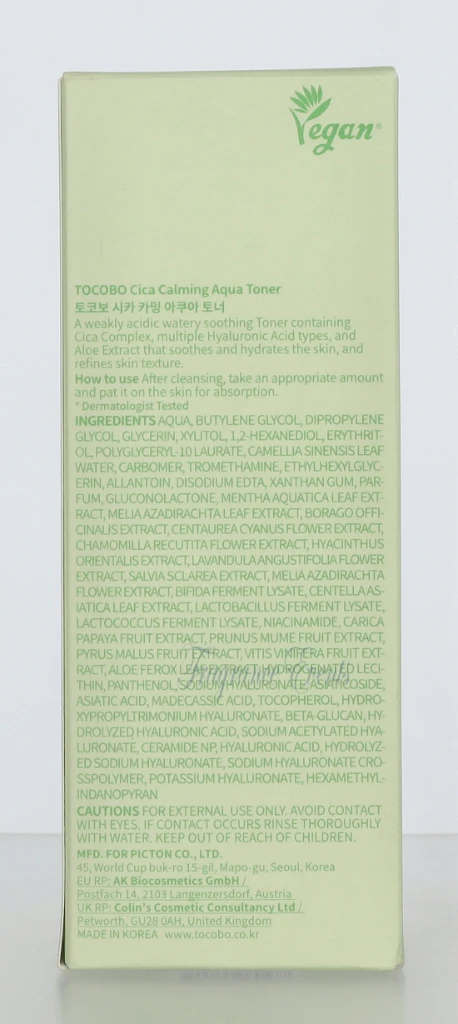 Vegan®
TOCOBO Cica Calming Aqua Toner
토코보 시카 카밍 아쿠아 토너
A weakly acidic watery soothing Toner containing
Cica Complex, multiple Hyaluronic Acid types, and
Aloe Extract that soothes and hydrates the skin, and
refines skin texture.
How to use After cleansing, take an appropriate amount
and pat it on the skin for absorption.
* Dermatologist Tested
INGREDIENTS AQUA, BUTYLENE GLYCOL, DIPROPYLENE
GLYCOL, GLYCERIN, XYLITOL, 1,2-HEXANEDIOL, ERYTHRIT-
OL, POLYGLYCERYL-10 LAURATE, CAMELLIA SINENSIS LEAF
WATER, CARBOMER, TROMETHAMINE, ETHYLHEXYLGLYC-
ERIN, ALLANTOIN, DISODIUM EDTA, XANTHAN GUM, PAR-
FUM, GLUCONOLACTONE, MENTHA AQUATICA LEAF EXT-
RACT, MELIA AZADIRACHTA LEAF EXTRACT, BORAGO OFFI-
CINALIS EXTRACT, CENTAUREA CYANUS FLOWER EXTRACT,
CHAMOMILLA RECUTITA FLOWER EXTRACT, HYACINTHUS
ORIENTALIS EXTRACT, LAVANDULA ANGUSTIFOLIA FLOWER
EXTRACT, SALVIA SCLAREA EXTRACT, MELIA AZADIRACHTA
FLOWER EXTRACT, BIFIDA FERMENT LYSATE, CENTELLA AS-
IATICA LEAF EXTRACT, LACTOBACILLUS FERMENT LYSATE,
LACTOCOCCUS FERMENT LYSATE, NIACINAMIDE, CARICA
PAPAYA FRUIT EXTRACT, PRUNUS MUME FRUIT EXTRACT,
PYRUS MALUS FRUIT EXTRACT, VITIS VINIFERA FRUIT EXT-
RACT, ALOE FEROX LEAF EXTRACT, HYDROGENATED LECI-
THIN, PANTHENOL, SODIUM HYALURONATE, ASIATICOSIDE,
ASIATIC ACID, MADECASSIC ACID, TOCOPHEROL, HYDRO-
XYPROPYLTRIMONIUM HYALURONATE, BETA-GLUCAN, HY-
DROLYZED HYALURONIC ACID, SODIUM ACETYLATED HYA-
LURONATE, CERAMIDE NP, HYALURONIC ACID, HYDROLYZ-
ED SODIUM HYALURONATE, SODIUM HYALURONATE CRO-
SSPOLYMER, POTASSIUM HYALURONATE, HEXAMETHYL-
INDANOPYRAN
CAUTIONS FOR EXTERNAL USE ONLY. AVOID CONTACT
WITH EYES. IF CONTACT OCCURS RINSE THOROUGHLY
WITH WATER. KEEP OUT OF REACH OF CHILDREN.
MFD. FOR PICTON CO., LTD.
45, World Cup buk-ro 15-gil, Mapo-gu, Seoul, Korea
EU RP: AK Biocosmetics GmbH /
Postfach 14, 2103 Langenzersdorf, Austria
UK RP: Colin's Cosmetic Consultancy Ltd /
Petworth, GU28 0AH, United Kingdom
MADE IN KOREA www.tocobo.co.kr